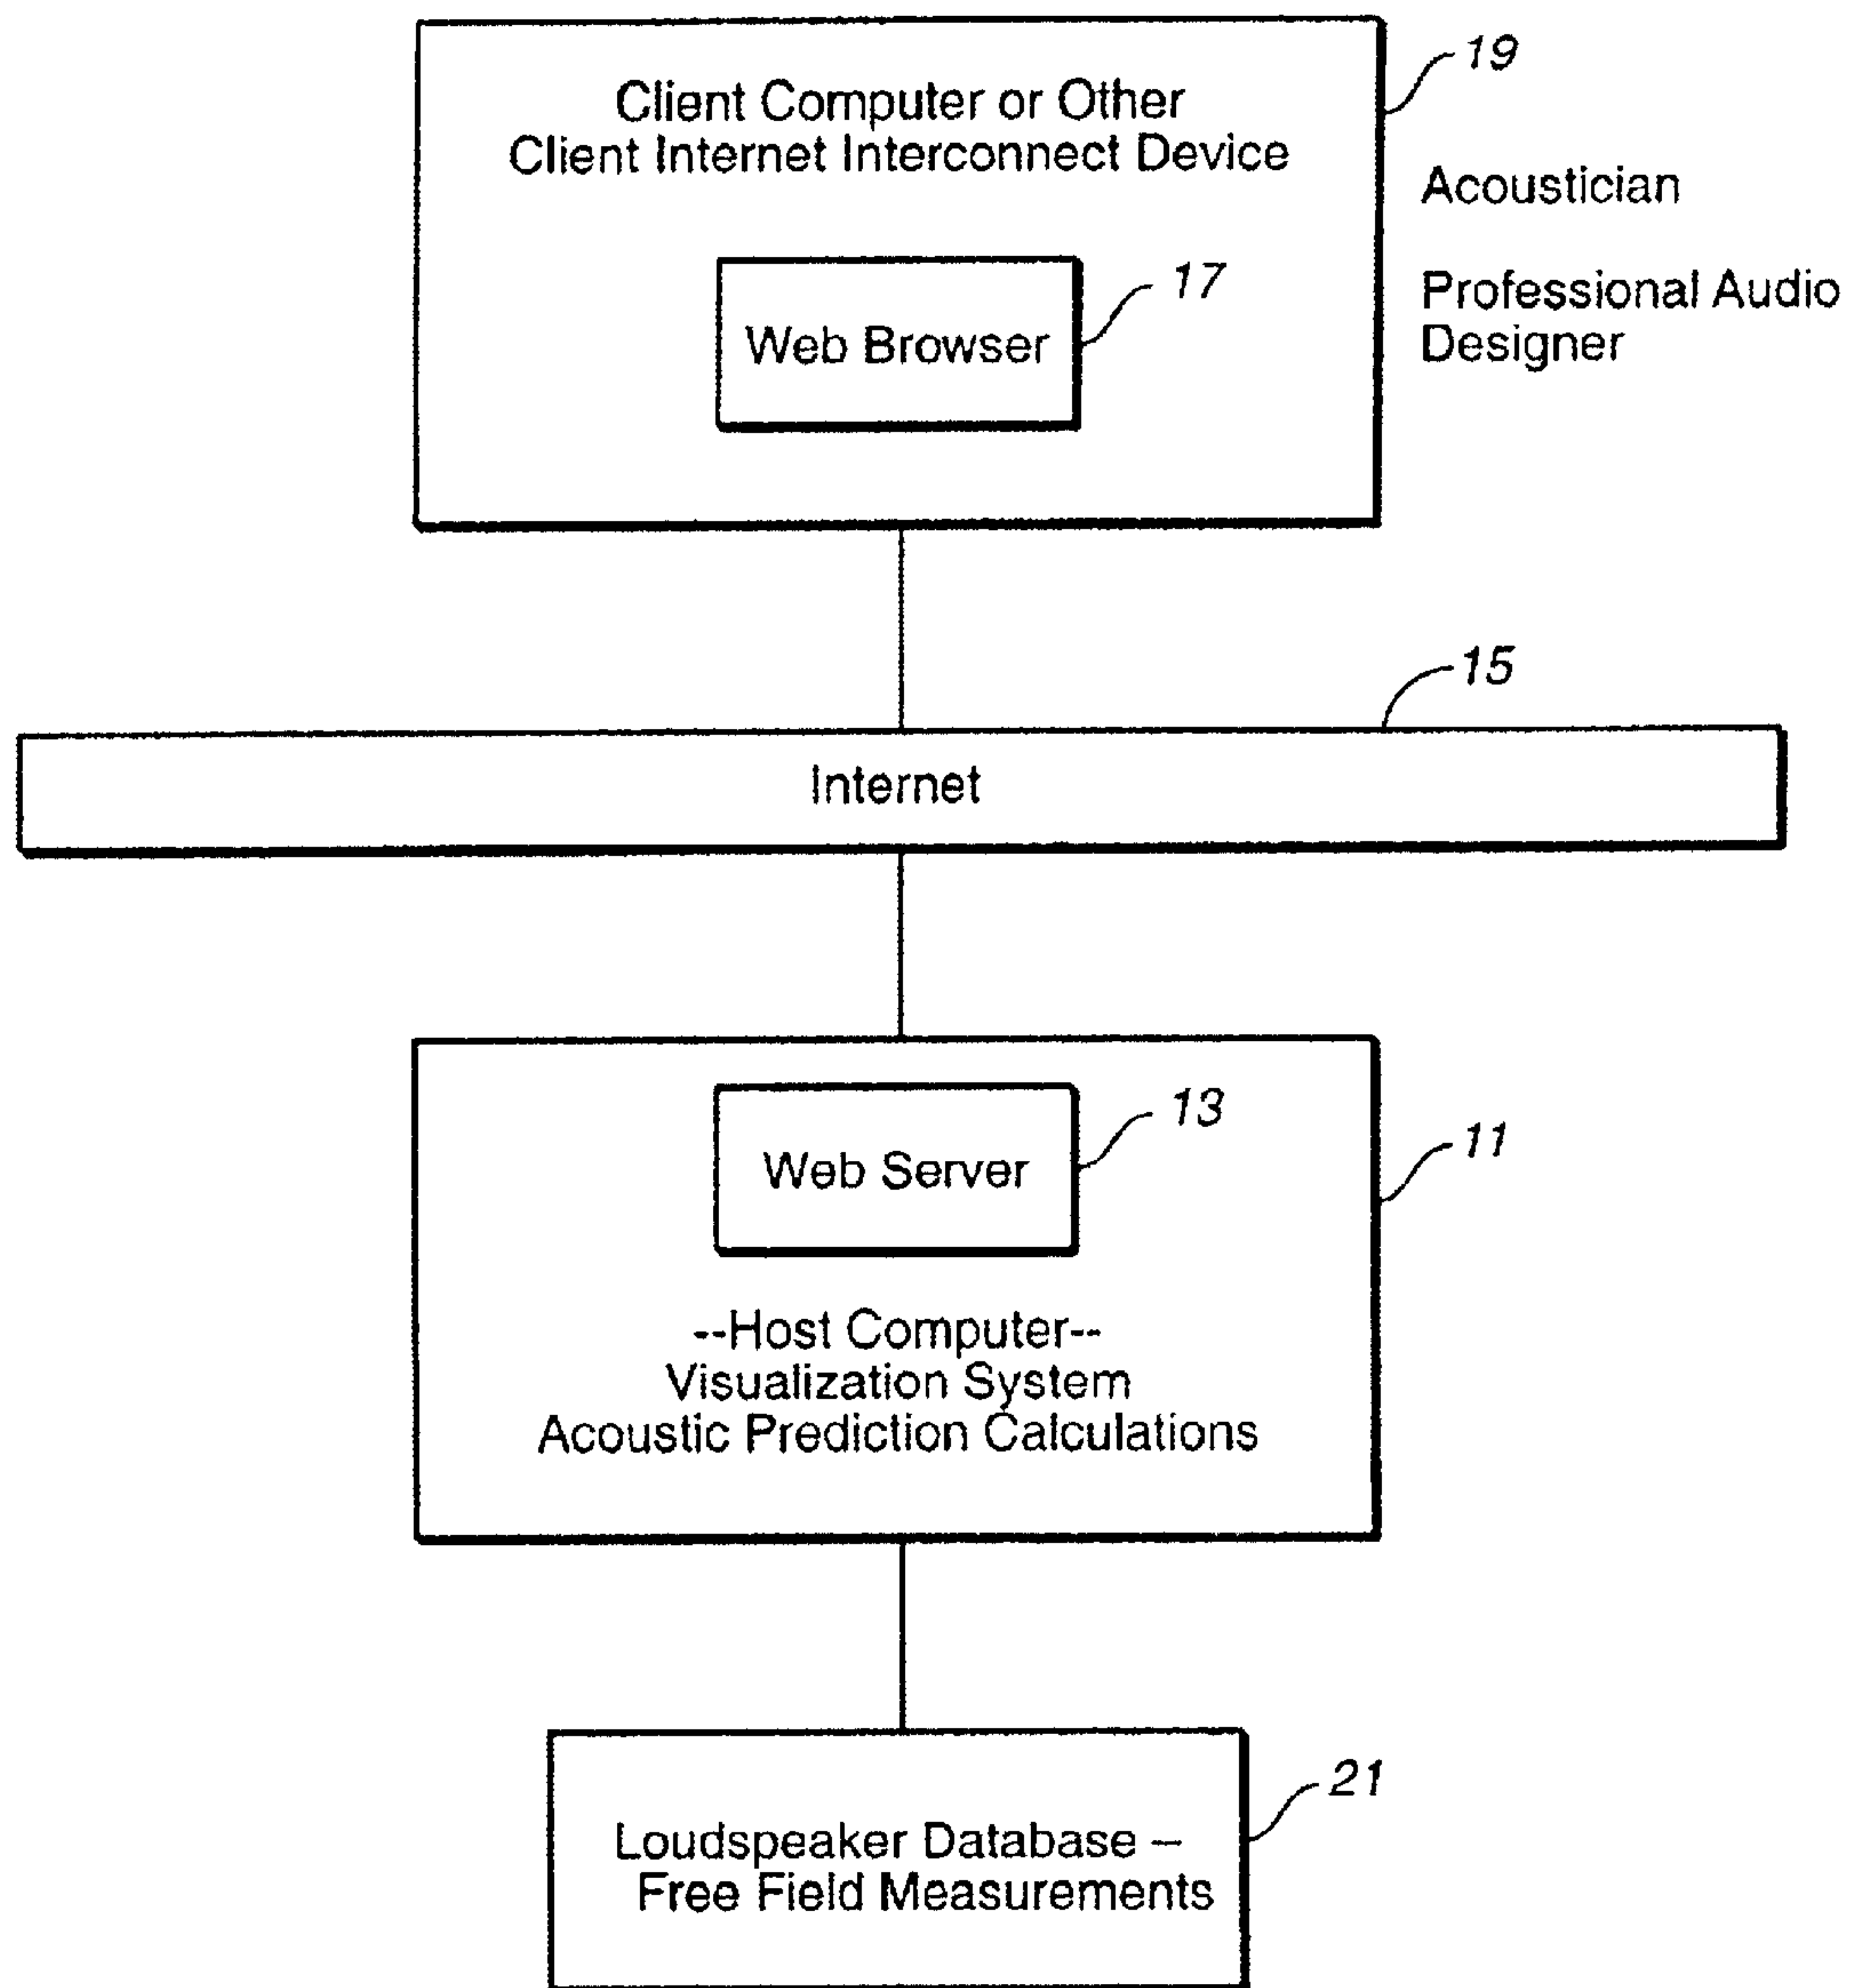 19
Client Computer or Other
Client Internet Interconnect Device
Acoustician
17
Professional Audio
Designer
Web Browser
15
Internet
13
11
Web Server
--Host Computer--
Visualization System
Acoustic Prediction Calculations
21
Loudspeaker Database –
Free Field Measurements